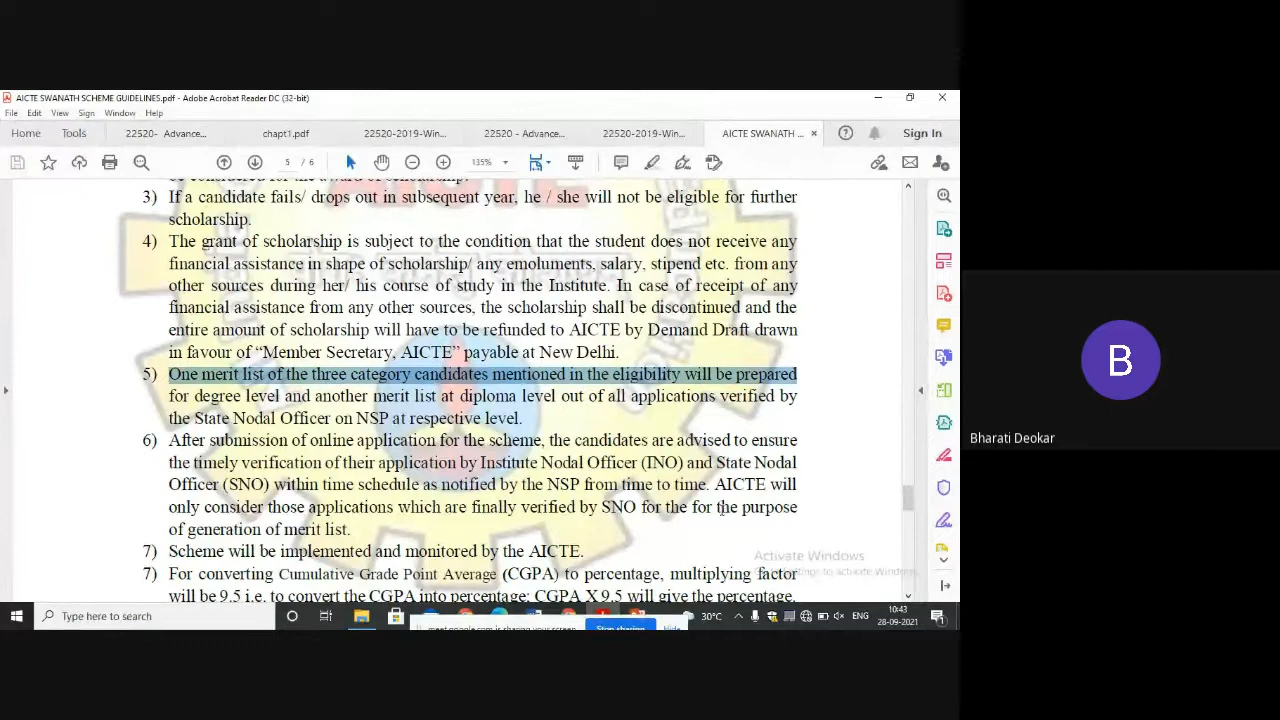 AICTE SWANATH SCHEME GUIDELINES.pdf - Adobe Acrobat Reader DC (32-bit)
File Edit View Sign Window Help
Home Tools 22520- Advance... chapt1.pdf 22520-2019-Win... 22520 - Advance... 22520-2019-Win... AICTE SWANATH ... × Sign In
5 / 6 135%
3) If a candidate fails/ drops out in subsequent year, he / she will not be eligible for further
scholarship.
4) The grant of scholarship is subject to the condition that the student does not receive any
financial assistance in shape of scholarship/ any emoluments, salary, stipend etc. from any
other sources during her/ his course of study in the Institute. In case of receipt of any
financial assistance from any other sources, the scholarship shall be discontinued and the
entire amount of scholarship will have to be refunded to AICTE by Demand Draft drawn
in favour of “Member Secretary, AICTE” payable at New Delhi.
5) One merit list of the three category candidates mentioned in the eligibility will be prepared
for degree level and another merit list at diploma level out of all applications verified by
the State Nodal Officer on NSP at respective level.
6) After submission of online application for the scheme, the candidates are advised to ensure
the timely verification of their application by Institute Nodal Officer (INO) and State Nodal
Officer (SNO) within time schedule as notified by the NSP from time to time. AICTE will
only consider those applications which are finally verified by SNO for the for the purpose
of generation of merit list.
7) Scheme will be implemented and monitored by the AICTE.
7) For converting Cumulative Grade Point Average (CGPA) to percentage, multiplying factor
will be 9.5 i.e. to convert the CGPA into percentage: CGPA X 9.5 will give the percentage.
Activate Windows
B
Bharati Deokar
Type here to search
meet.google.com is sharing your screen. Stop sharing Hide
30°C ENG 10:43
28-09-2021